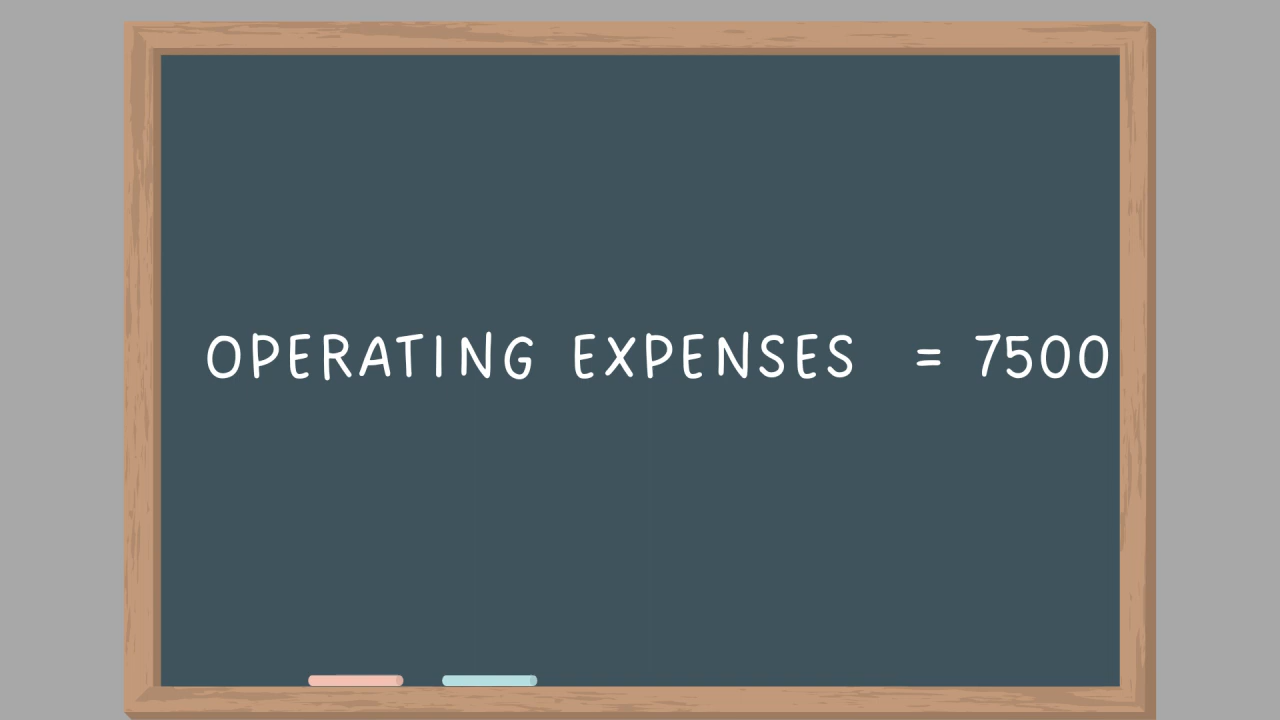 OPERATING EXPENSES = 7500